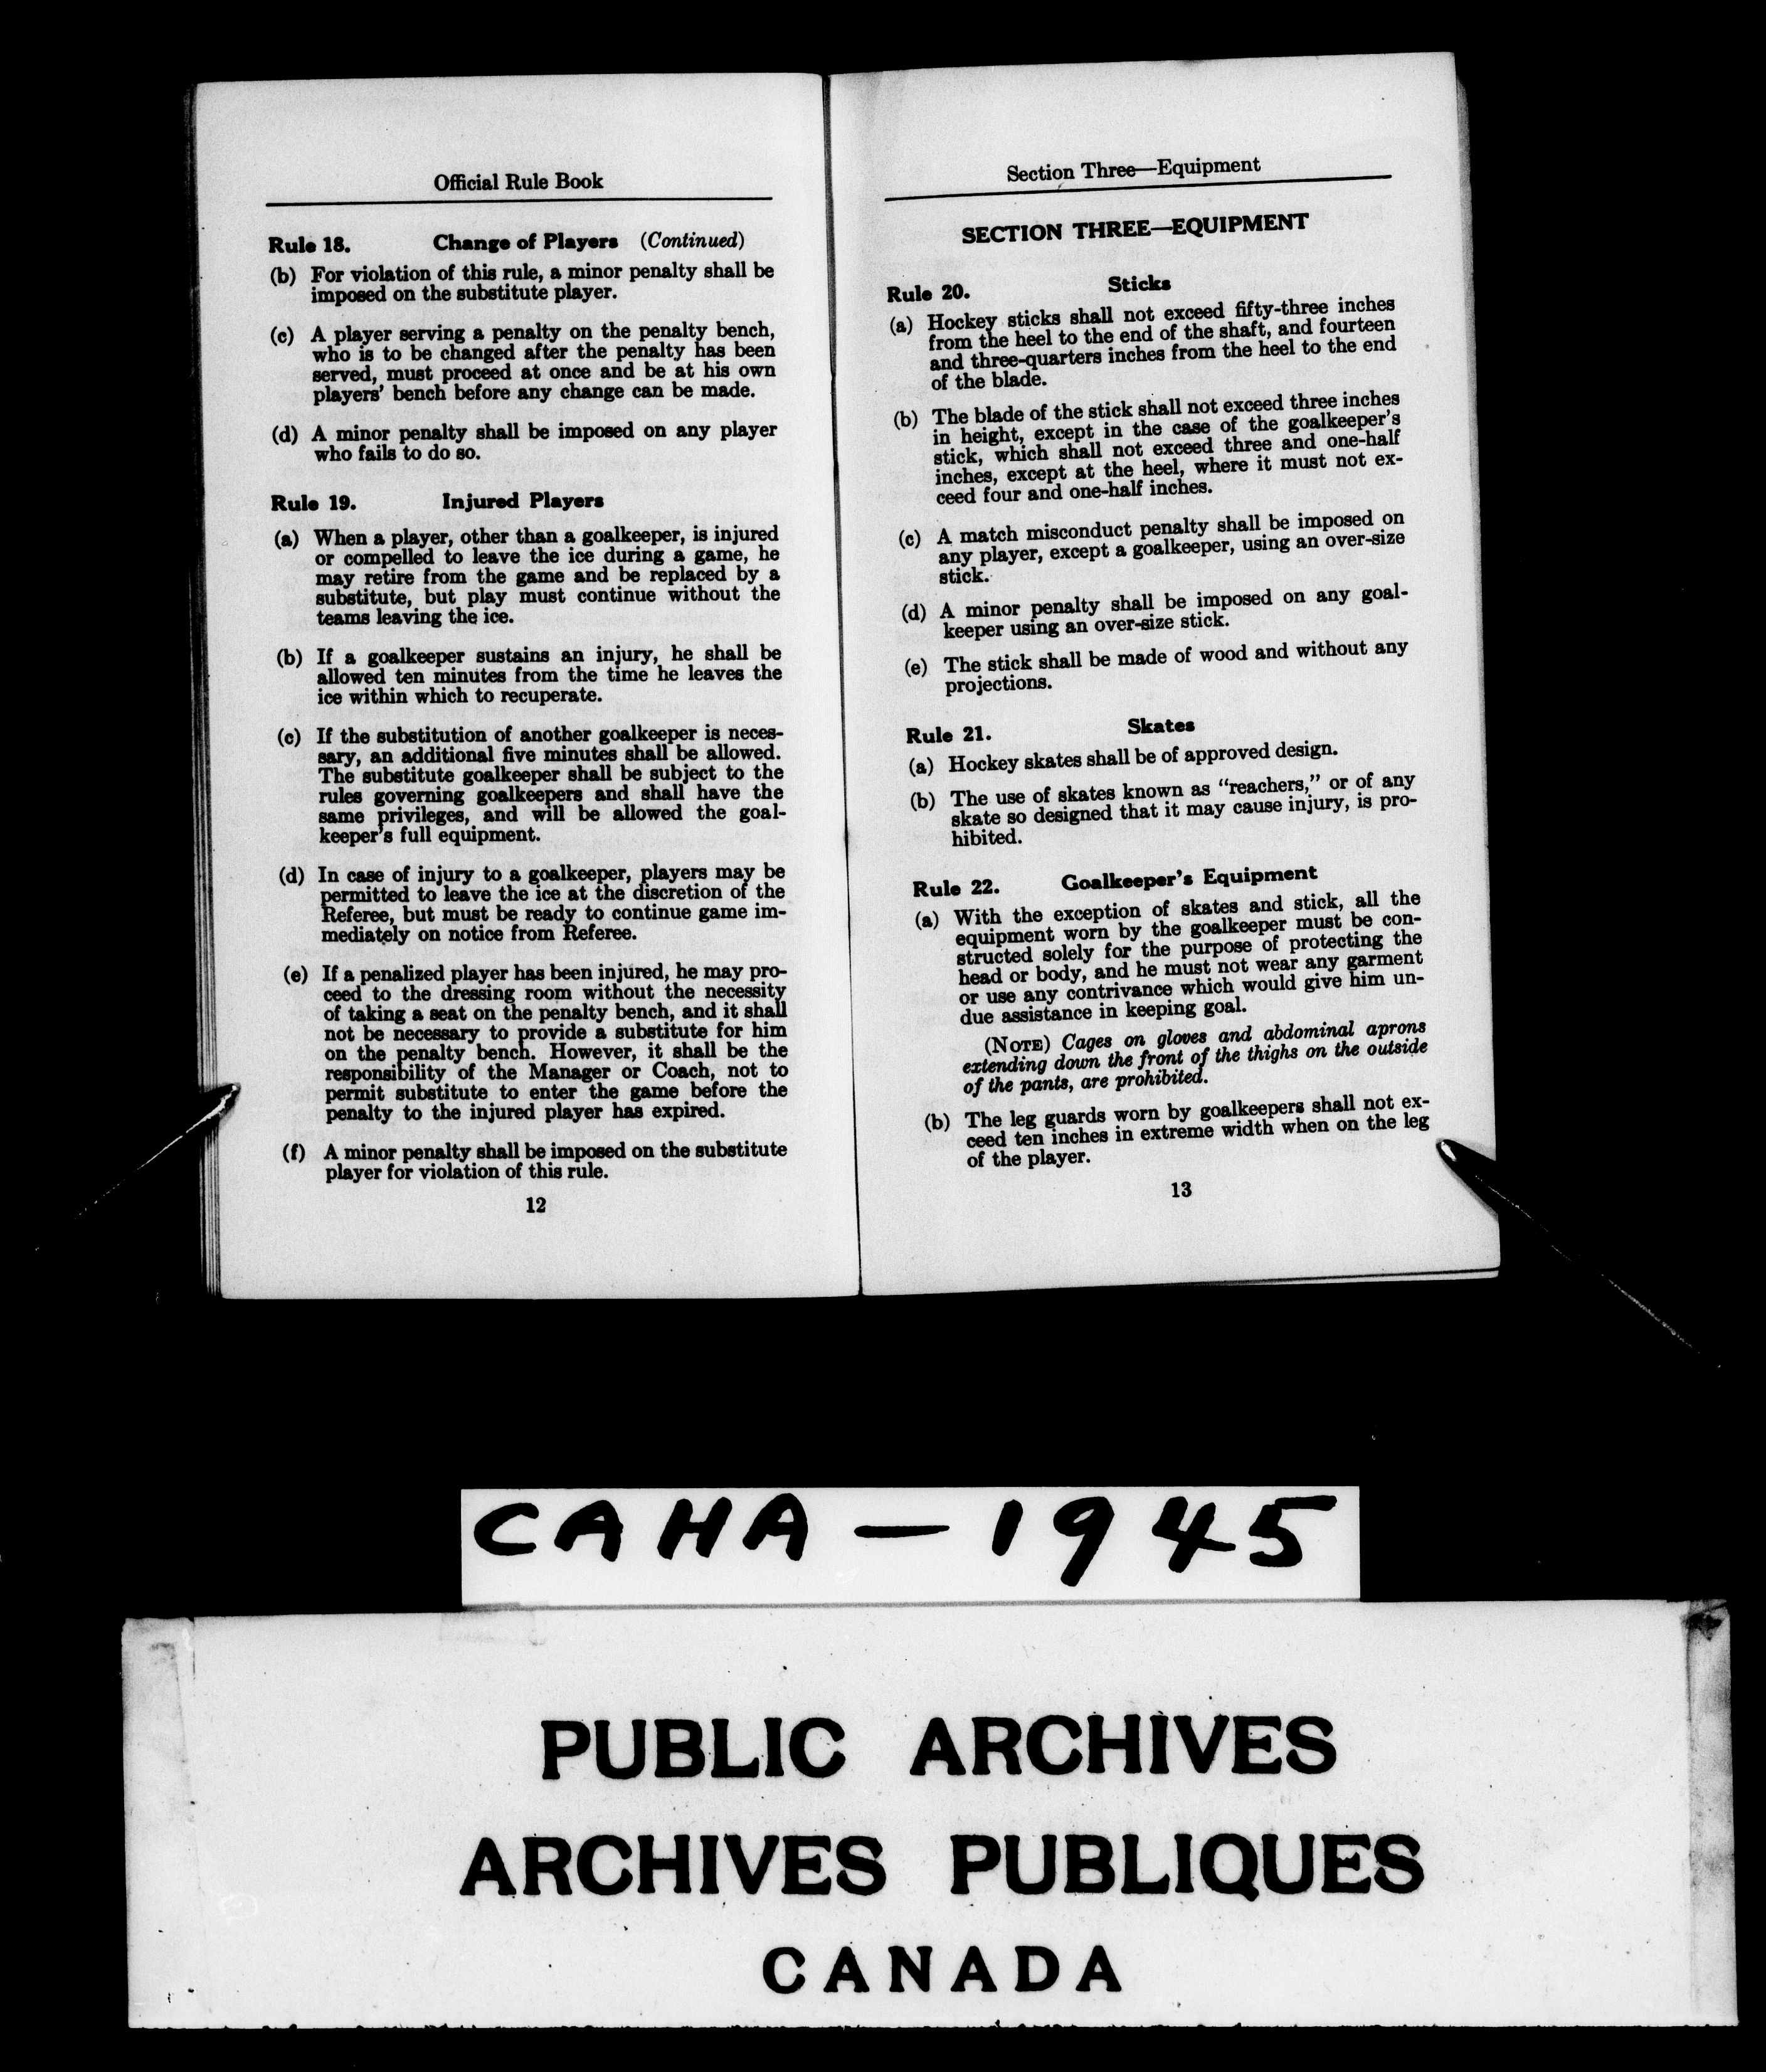 Official Rule Book
Rule 18. Change of Players (Continued)
(b) For violation of this rule, a minor penalty shall be
imposed on the substitute player.
(c) A player serving a penalty on the penalty bench,
who is to be changed after the penalty has been
served, must proceed at once and be at his own
players' bench before any change can be made.
(d) A minor penalty shall be imposed on any player
who fails to do so.
Rule 19. Injured Players
(a) When a player, other than a goalkeeper, is injured
or compelled to leave the ice during a game, he
may retire from the game and be replaced by a
substitute, but play must continue without the
teams leaving the ice.
(b) If a goalkeeper sustains an injury, he shall be
allowed ten minutes from the time he leaves the
ice within which to recuperate.
(c) If the substitution of another goalkeeper is neces-
sary, an additional five minutes shall be allowed.
The substitute goalkeeper shall be subject to the
rules governing goalkeepers and shall have the
same privileges, and will be allowed the goal-
keeper's full equipment.
(d) In case of injury to a goalkeeper, players may be
permitted to leave the ice at the discretion of the
Referee, but must be ready to continue game im-
mediately on notice from Referee.
(e) If a penalized player has been injured, he may pro-
ceed to the dressing room without the necessity
of taking a seat on the penalty bench, and it shall
not be necessary to provide a substitute for him
on the penalty bench. However, it shall be the
responsibility of the Manager or Coach, not to
permit substitute to enter the game before the
penalty to the injured player has expired.
(f) A minor penalty shall be imposed on the substitute
player for violation of this rule.
12
Section Three—Equipment
SECTION THREE—EQUIPMENT
Rule 20. Sticks
(a) Hockey sticks shall not exceed fifty-three inches
from the heel to the end of the shaft, and fourteen
and three-quarters inches from the heel to the end
of the blade.
(b) The blade of the stick shall not exceed three inches
in height, except in the case of the goalkeeper's
stick, which shall not exceed three and one-half
inches, except at the heel, where it must not ex-
ceed four and one-half inches.
(c) A match misconduct penalty shall be imposed on
any player, except a goalkeeper, using an over-size
stick.
(d) A minor penalty shall be imposed on any goal-
keeper using an over-size stick.
(e) The stick shall be made of wood and without any
projections.
Rule 21. Skates
(a) Hockey skates shall be of approved design.
(b) The use of skates known as "reachers," or of any
skate so designed that it may cause injury, is pro-
hibited.
Rule 22. Goalkeeper's Equipment
(a) With the exception of skates and stick, all the
equipment worn by the goalkeeper must be con-
structed solely for the purpose of protecting the
head or body, and he must not wear any garment
or use any contrivance which would give him un-
due assistance in keeping goal.
(NOTE) Cages on gloves and abdominal aprons
extending down the front of the thighs on the outside
of the pants, are prohibited.
(b) The leg guards worn by goalkeepers shall not ex-
ceed ten inches in extreme width when on the leg
of the player.
13
CAHA — 1945
PUBLIC ARCHIVES
ARCHIVES PUBLIQUES
CANADA